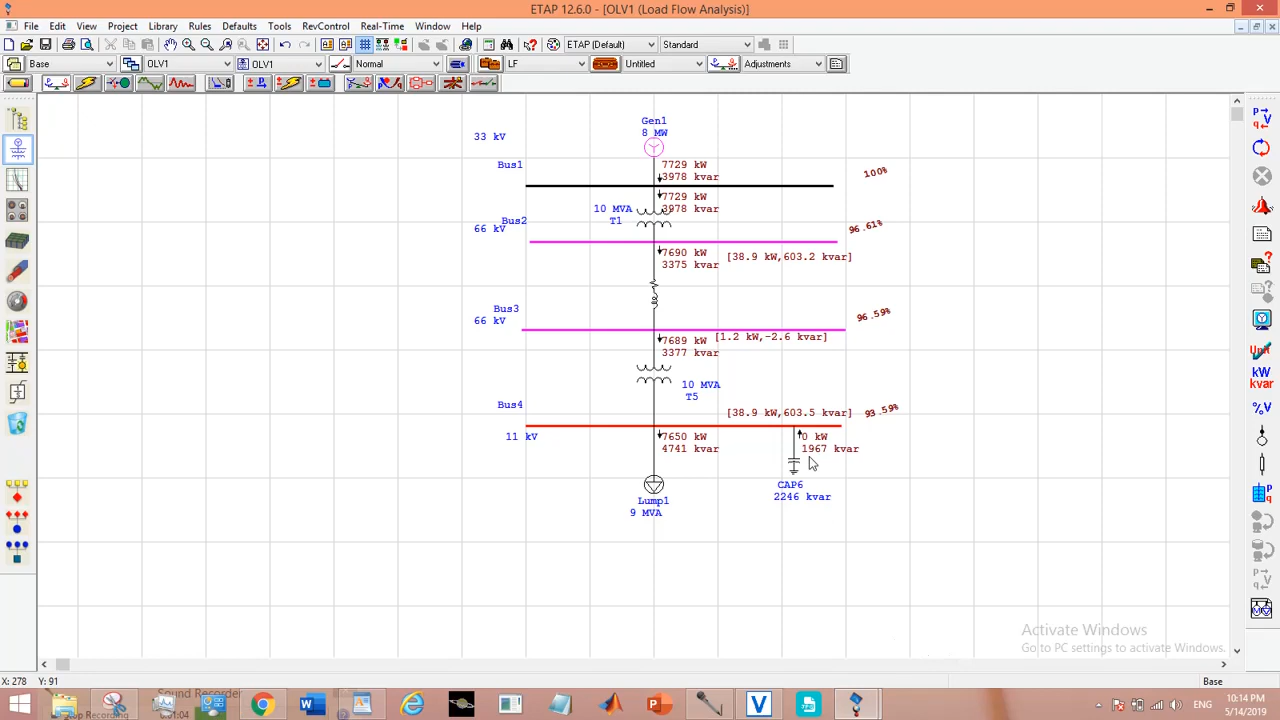 ETAP 12.6.0 - [OLV1 (Load Flow Analysis)]
File Edit View Project Library Rules Defaults Tools RevControl Real-Time Window Help
ETAP (Default) Standard
Base OLV1 OLV1 Normal LF Untitled Adjustments
Gen1
8 MW
33 kV
7729 kW
3978 kvar
Bus1
100%
7729 kW
3978 kvar
10 MVA
T1
Bus2
66 kV
96.61%
7690 kW
3375 kvar
[38.9 kW,603.2 kvar]
Bus3
66 kV
96.59%
[1.2 kW,-2.6 kvar]
7689 kW
3377 kvar
10 MVA
T5
Bus4
[38.9 kW,603.5 kvar]
93.59%
11 kV
7650 kW
4741 kvar
0 kW
1967 kvar
CAP6
2246 kvar
Lump1
9 MVA
kW
kvar
%V
Activate Windows
Go to PC settings to activate Windows.
X: 278 Y: 91
Base
Sound Recorder
Stop Recording
ENG
10:14 PM
5/14/2019